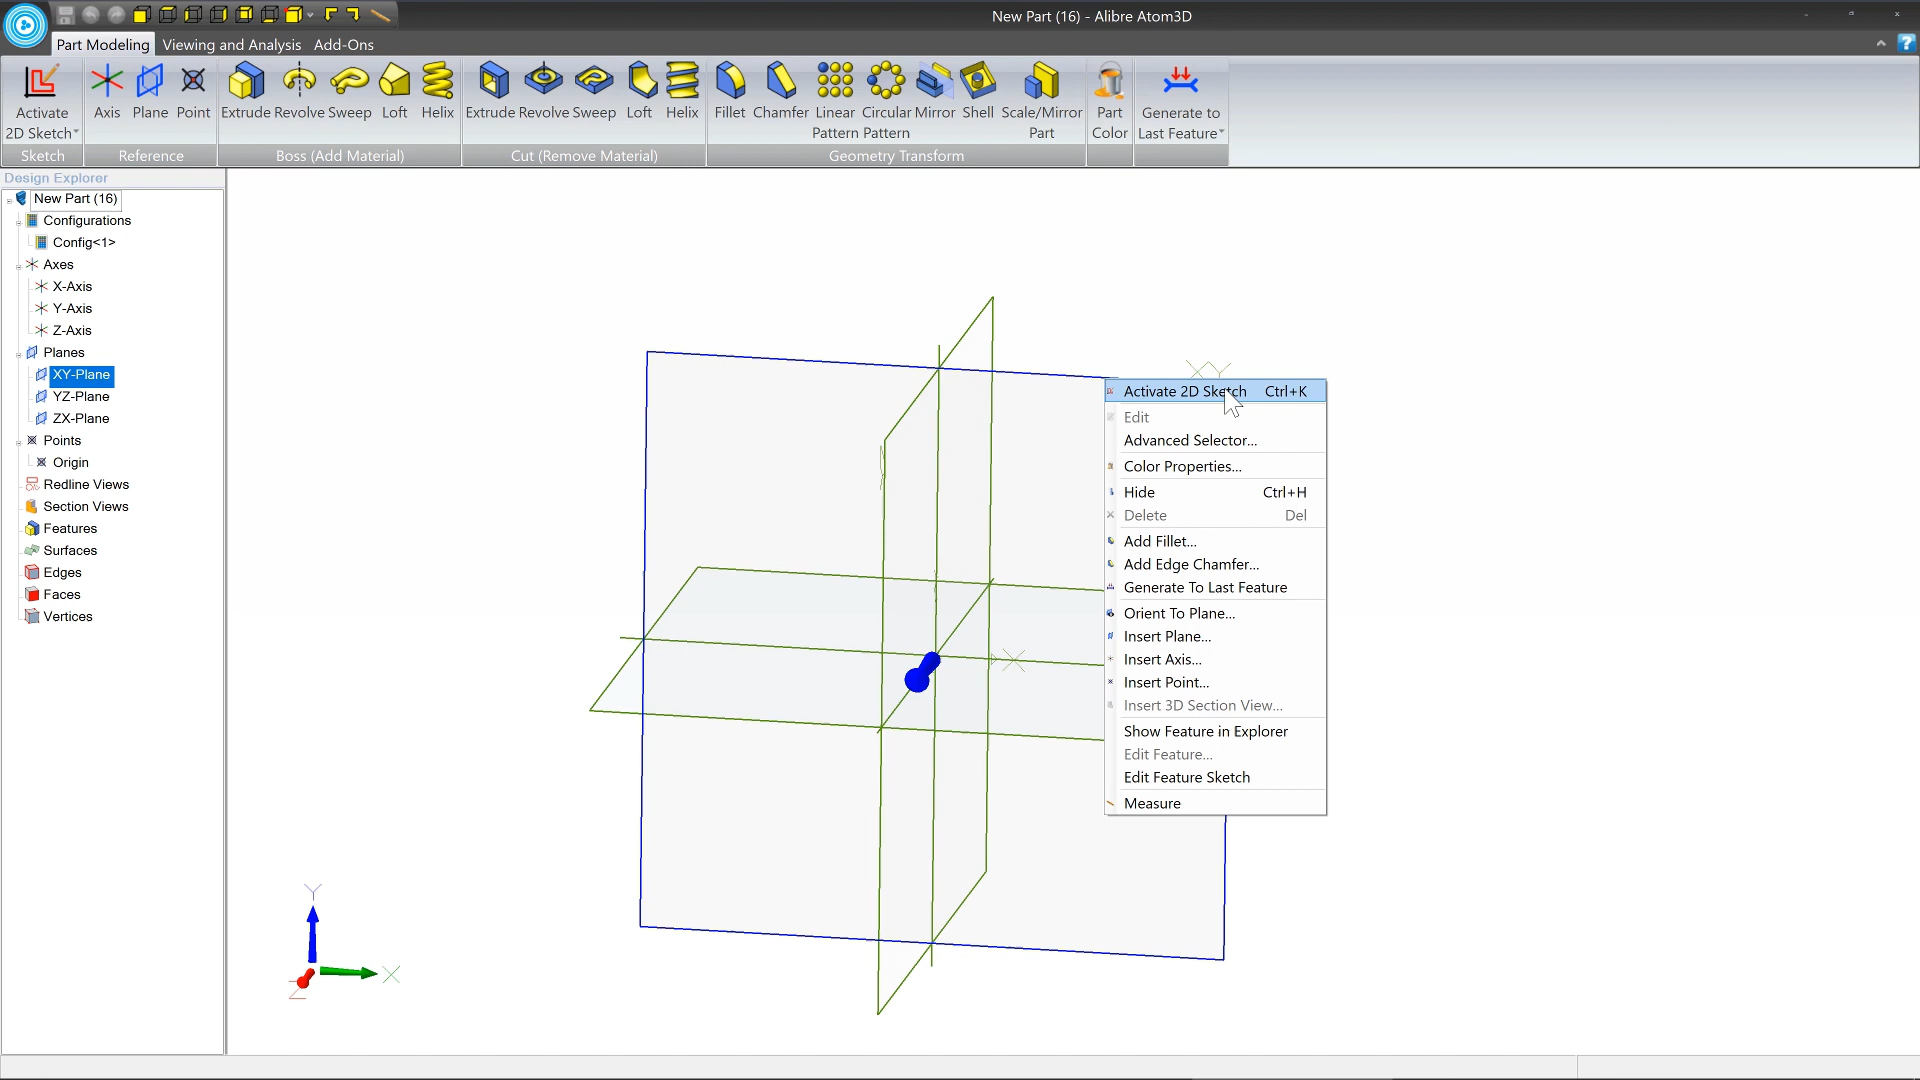 New Part (16) - Alibre Atom3D
Part Modeling Viewing and Analysis Add-Ons
Activate 2D Sketch
Axis Plane Point
Extrude Revolve Sweep Loft Helix
Extrude Revolve Sweep Loft Helix
Fillet Chamfer Linear Pattern Circular Pattern Mirror Shell Scale/Mirror Part
Part Color
Generate to Last Feature
Sketch Reference Boss (Add Material) Cut (Remove Material) Geometry Transform
Design Explorer
New Part (16)
Configurations
Config<1>
Axes
X-Axis
Y-Axis
Z-Axis
Planes
XY-Plane
YZ-Plane
ZX-Plane
Points
Origin
Redline Views
Section Views
Features
Surfaces
Edges
Faces
Vertices
XY
X
Activate 2D Sketch Ctrl+K
Edit
Advanced Selector...
Color Properties...
Hide Ctrl+H
Delete Del
Add Fillet...
Add Edge Chamfer...
Generate To Last Feature
Orient To Plane...
Insert Plane...
Insert Axis...
Insert Point...
Insert 3D Section View...
Show Feature in Explorer
Edit Feature...
Edit Feature Sketch
Measure
Y
X
Z